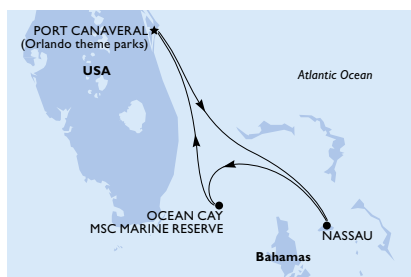 PORT CANAVERAL
(Orlando theme parks)
USA
Atlantic Ocean
OCEAN CAY
MSC MARINE RESERVE
NASSAU
Bahamas